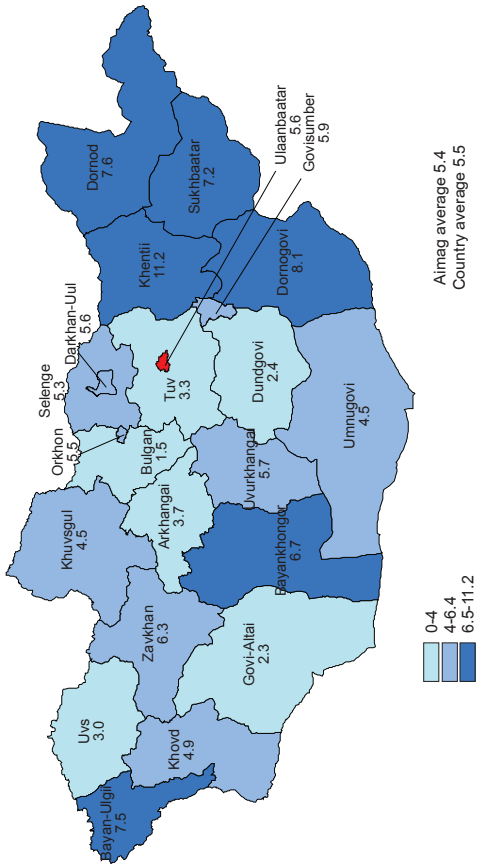 Bayan-Ulgii
7.5
Uvs
3.0
Khovd
4.9
Zavkhan
6.3
Govi-Altai
2.3
Khuvsgul
4.5
Arkhangai
3.7
Bayankhongor
6.7
Orkhon
5.5
Bulgan
1.5
Uvurkhangai
5.7
Selenge
5.3
Darkhan-Uul
5.6
Tuv
3.3
Dundgovi
2.4
Umnugovi
4.5
Khentii
11.2
Dornogovi
8.1
Dornod
7.6
Sukhbaatar
7.2
Ulaanbaatar
5.6
Govisumber
5.9
0-4
4-6.4
6.5-11.2
Aimag average 5.4
Country average 5.5